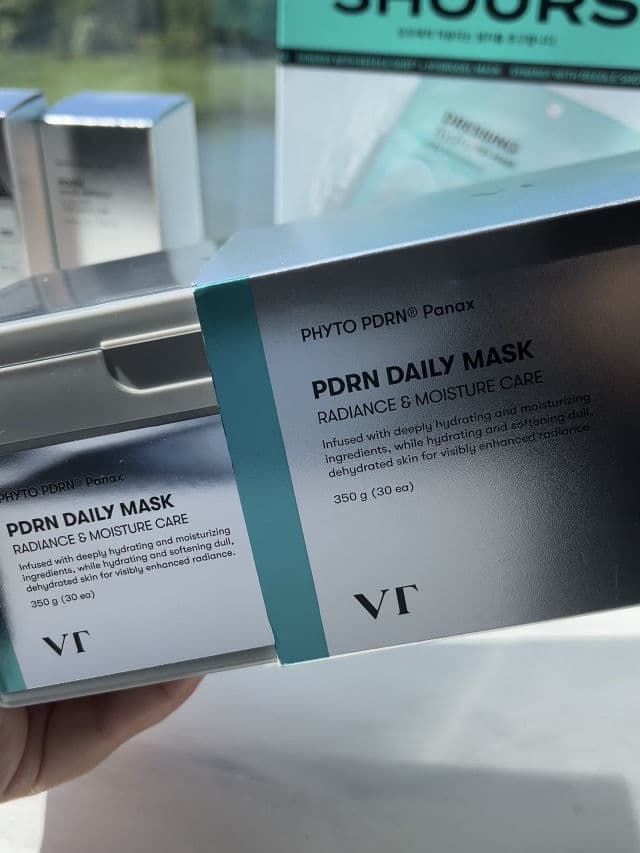 3HOURS
PHYTO PDRN® Panax
PDRN DAILY MASK
RADIANCE & MOISTURE CARE
Infused with deeply hydrating and moisturizing
ingredients, while hydrating and softening dull,
dehydrated skin for visibly enhanced radiance.
350 g (30 ea)
VT
PHYTO PDRN® Panax
PDRN DAILY MASK
RADIANCE & MOISTURE CARE
Infused with deeply hydrating and moisturizing
ingredients, while hydrating and softening dull,
dehydrated skin for visibly enhanced radiance.
350 g (30 ea)
VT